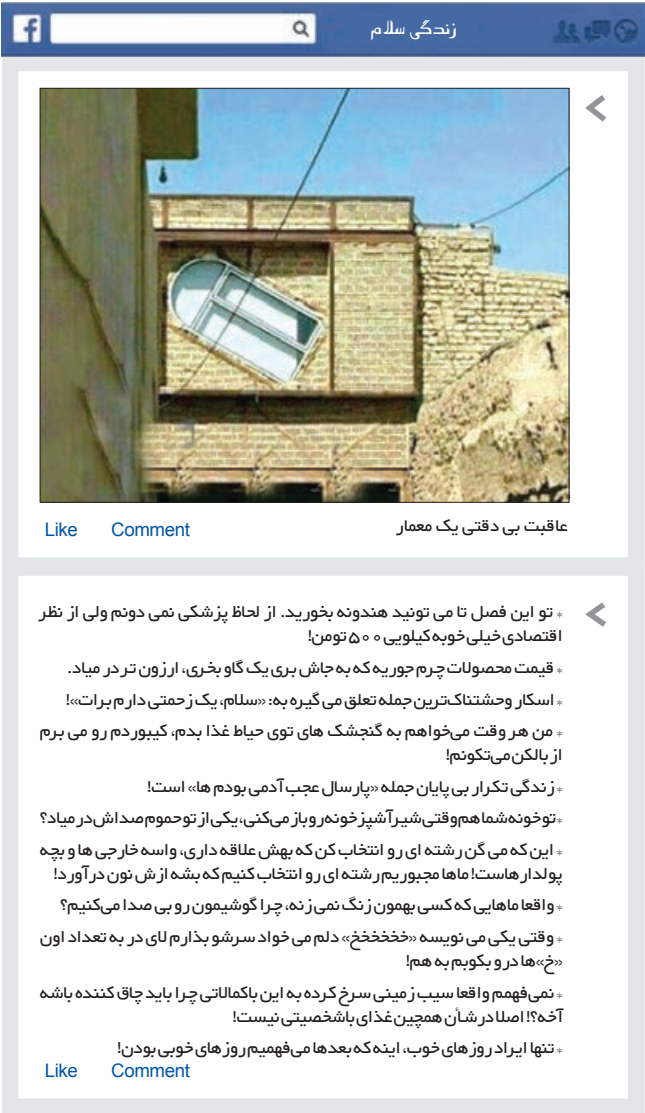 زندگی سلام
عاقبت بی دقتی یک معمار
Like Comment
* تو این فصل تا می تونید هندونه بخورید. از لحاظ پزشکی نمی دونم ولی از نظر
اقتصادی خیلی خوبه کیلویی ۵۰۰ تومن!
* قیمت محصولات چرم جوریه که به جاش بری یک گاو بخری، ارزون تر در میاد.
* اسکار وحشتناک‌ترین جمله تعلق می گیره به: «سلام، یک زحمتی دارم برات»!
* من هر وقت می‌خواهم به گنجشک های توی حیاط غذا بدم، کیبوردم رو می برم
از بالکن می‌تکونم!
* زندگی تکرار بی پایان جمله «پارسال عجب آدمی بودم ها» است!
* تو خونه شما هم وقتی شیر آشپزخونه رو باز می‌کنی، یکی از تو حموم صداش در میاد؟
* این که می گن رشته ای رو انتخاب کن که بهش علاقه داری، واسه خارجی ها و بچه
پولدارهاست! ماها مجبوریم رشته ای رو انتخاب کنیم که بشه ازش نون درآورد!
* واقعا ماهایی که کسی بهمون زنگ نمی زنه، چرا گوشیمون رو بی صدا می‌کنیم؟
* وقتی یکی می نویسه «خخخخخخ» دلم می خواد سرشو بذارم لای در به تعداد اون
«خ»ها در و بکوبم به هم!
* نمی‌فهمم واقعا سیب زمینی سرخ کرده به این باکمالاتی چرا باید چاق کننده باشه
آخه؟! اصلا در شأن همچین غذای باشخصیتی نیست!
* تنها ایراد روزهای خوب، اینه که بعدها می‌فهمیم روزهای خوبی بودن!
Like Comment